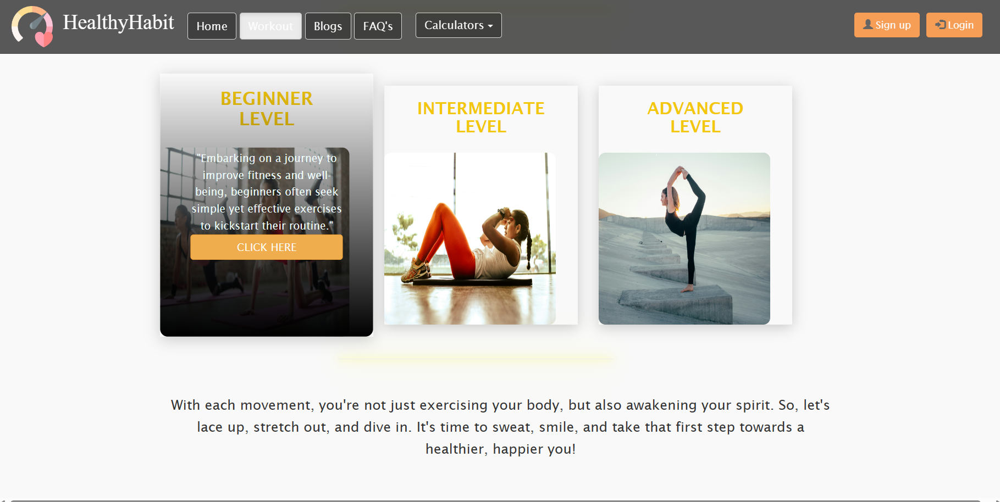 HealthyHabit
Home
Workout
Blogs
FAQ's
Calculators
Sign up
Login
BEGINNER
LEVEL
"Embarking on a journey to
improve fitness and well-
being, beginners often seek
simple yet effective exercises
to kickstart their routine."
CLICK HERE
INTERMEDIATE
LEVEL
ADVANCED
LEVEL
With each movement, you're not just exercising your body, but also awakening your spirit. So, let's
lace up, stretch out, and dive in. It's time to sweat, smile, and take that first step towards a
healthier, happier you!